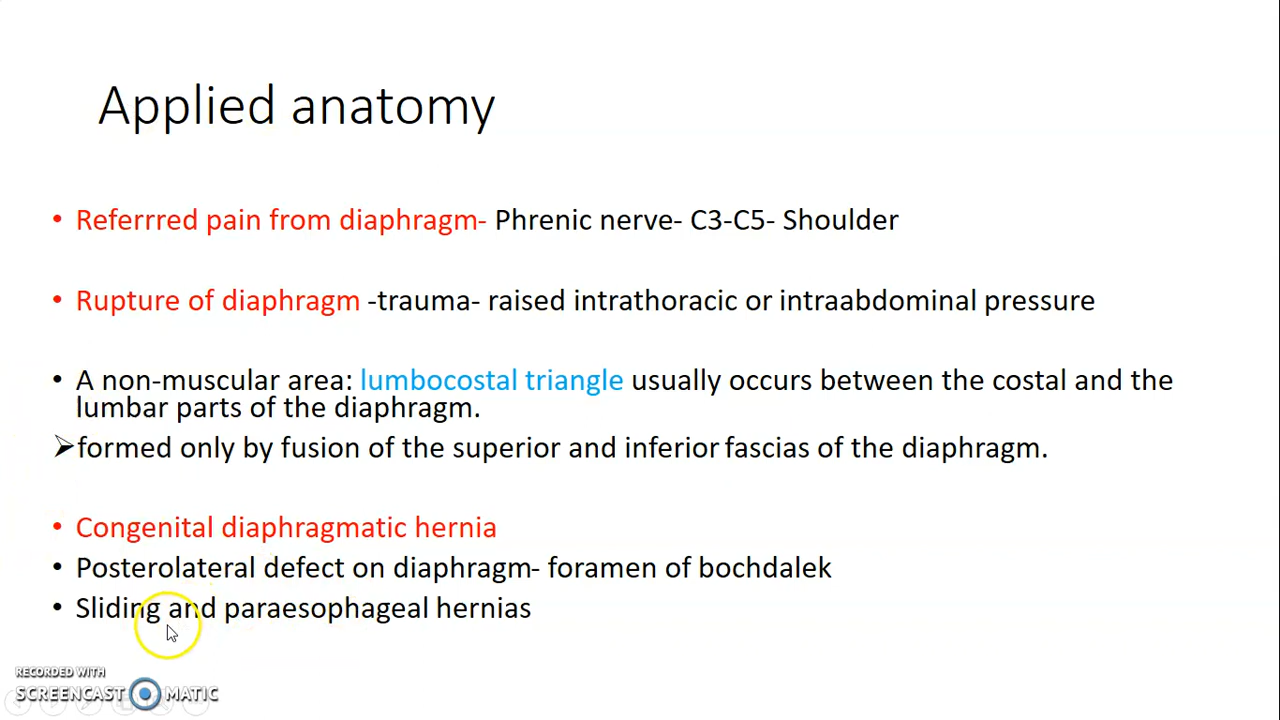 Applied anatomy
• Referrred pain from diaphragm- Phrenic nerve- C3-C5- Shoulder
• Rupture of diaphragm -trauma- raised intrathoracic or intraabdominal pressure
• A non-muscular area: lumbocostal triangle usually occurs between the costal and the
lumbar parts of the diaphragm.
➢formed only by fusion of the superior and inferior fascias of the diaphragm.
• Congenital diaphragmatic hernia
• Posterolateral defect on diaphragm- foramen of bochdalek
• Sliding and paraesophageal hernias
RECORDED WITH
SCREENCAST MATIC